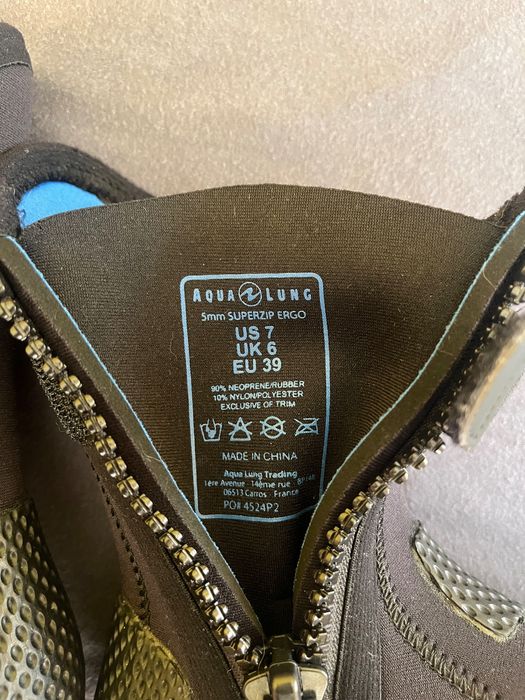 AQUA LUNG
5mm SUPERZIP ERGO
US 7
UK 6
EU 39
90% NEOPRENE/RUBBER
10% NYLON/POLYESTER
EXCLUSIVE OF TRIM
MADE IN CHINA
Aqua Lung Trading
1ère Avenue - 14ème rue - BP148
06513 Carros - France
PO# 4524P2